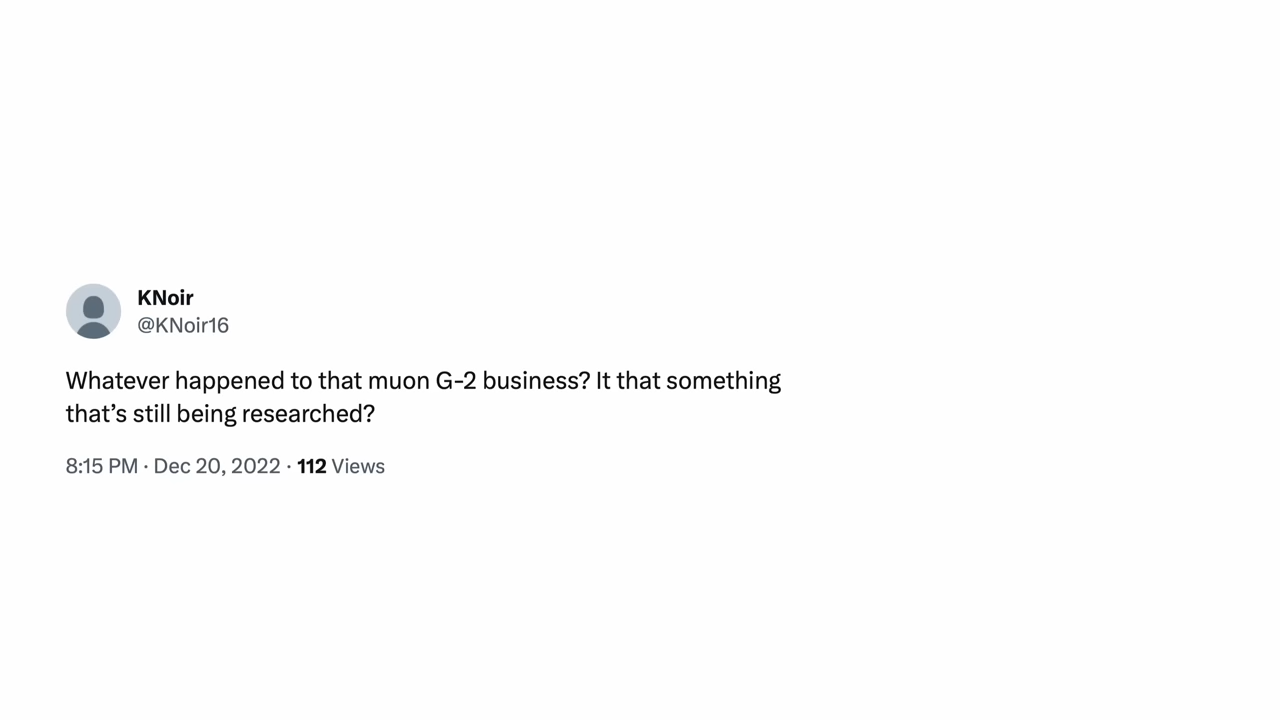 KNoir
@KNoir16
Whatever happened to that muon G-2 business? It that something
that’s still being researched?
8:15 PM · Dec 20, 2022 · 112 Views